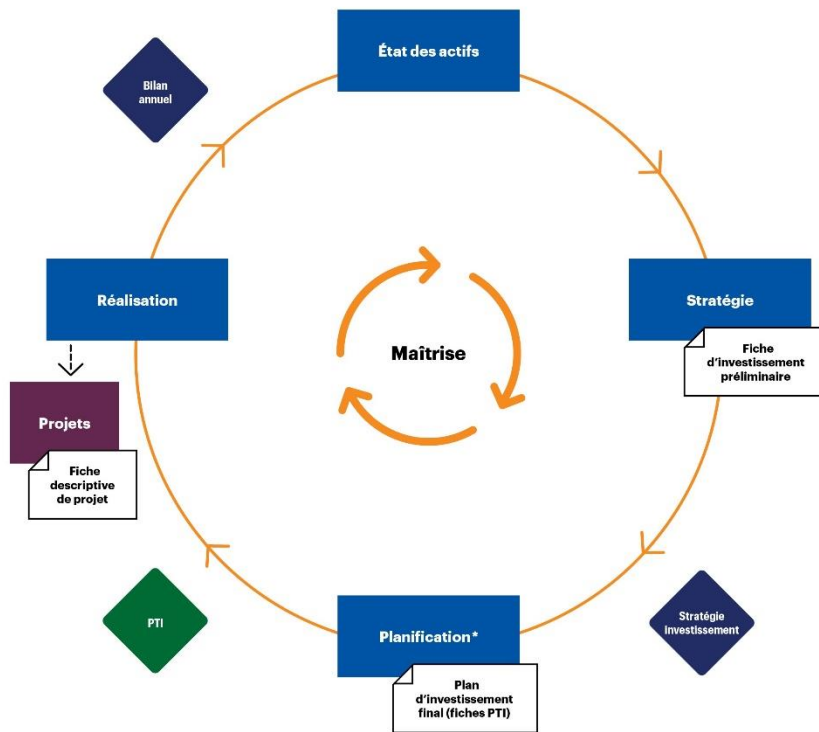 État des actifs
Bilan
annuel
Réalisation
Stratégie
Fiche
d'investissement
préliminaire
Maîtrise
Projets
Fiche
descriptive
de projet
PTI
Planification*
Plan
d'investissement
final (fiches PTI)
Stratégie
investissement